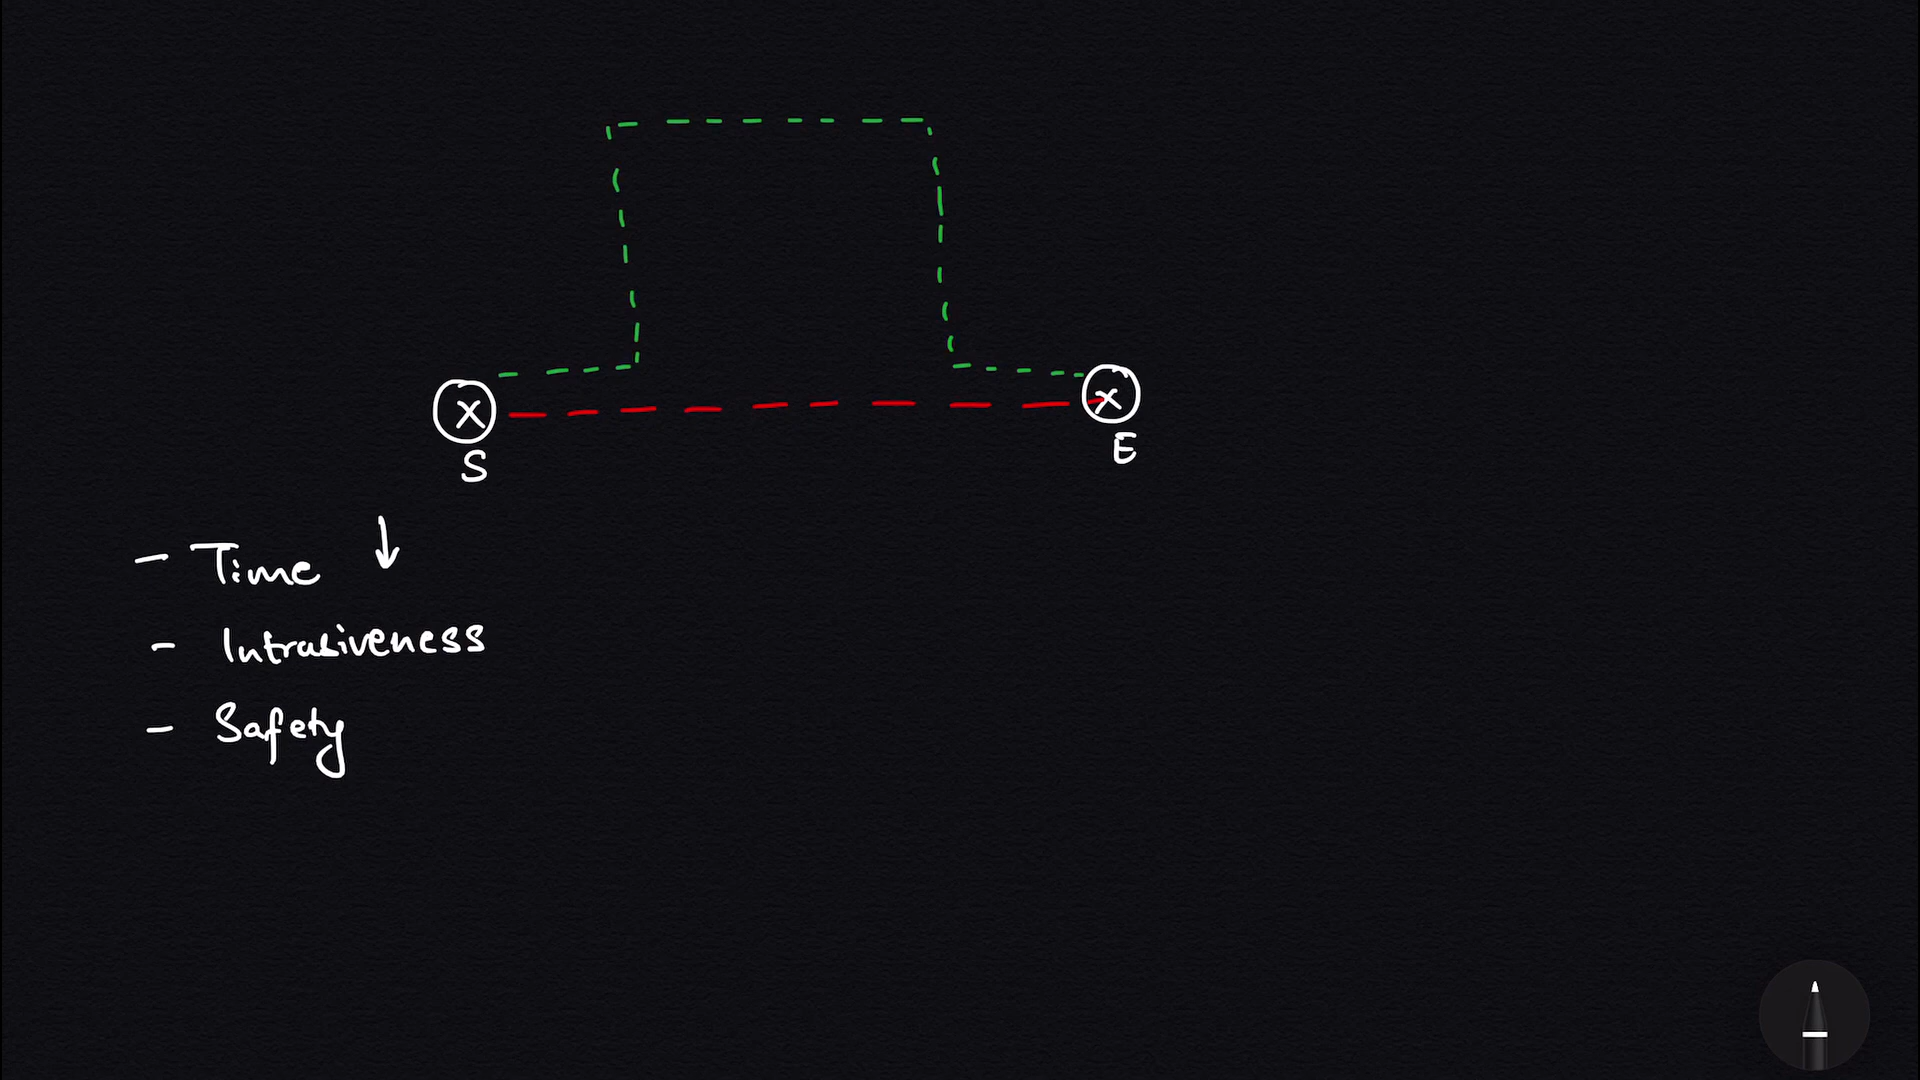 X
X
S
E
- Time ↓
- Intrusiveness
- Safety